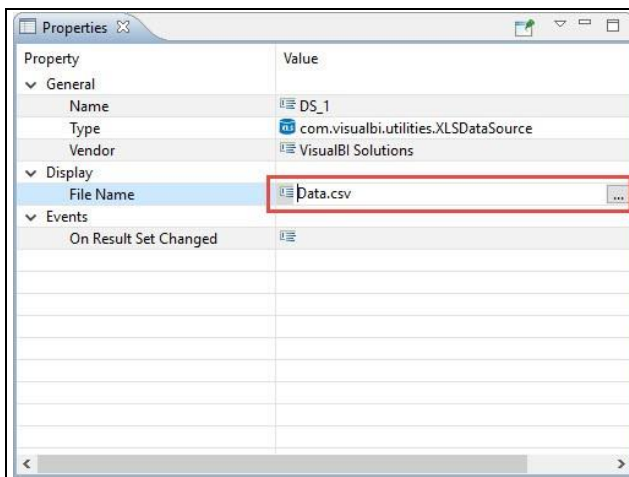 Properties
Property Value
General
Name DS_1
Type com.visualbi.utilities.XLSDataSource
Vendor VisualBI Solutions
Display
File Name Data.csv ...
Events
On Result Set Changed